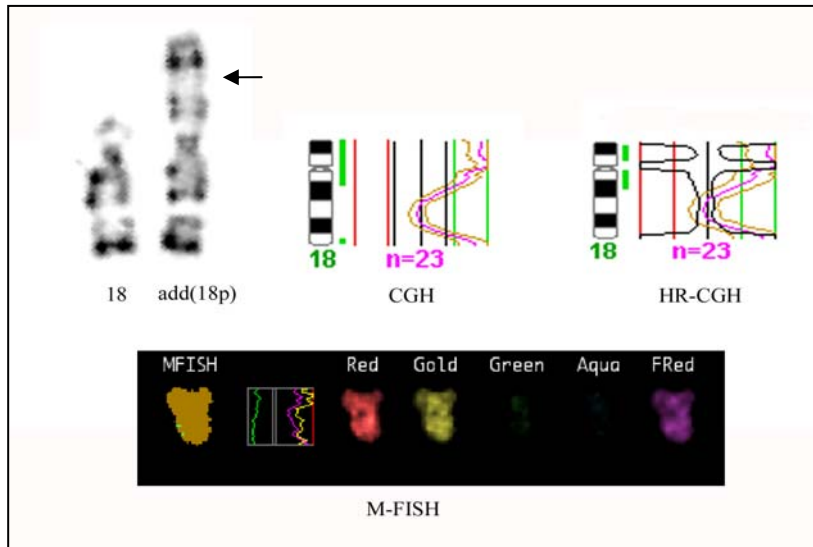 18 add(18p)
18 n=23
CGH
18 n=23
HR-CGH
MFISH Red Gold Green Aqua FRed
M-FISH